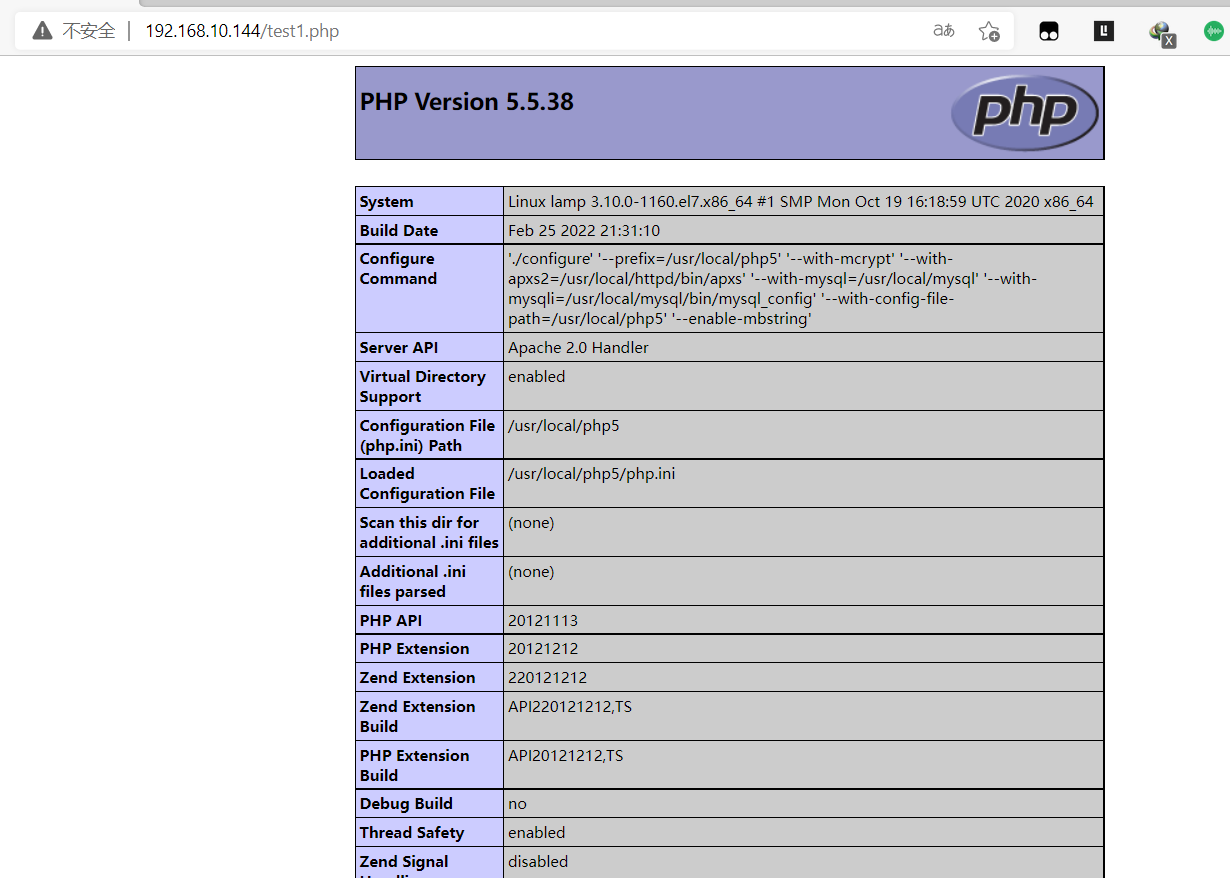 不安全 | 192.168.10.144/test1.php aあ
PHP Version 5.5.38 php
System Linux lamp 3.10.0-1160.el7.x86_64 #1 SMP Mon Oct 19 16:18:59 UTC 2020 x86_64
Build Date Feb 25 2022 21:31:10
Configure './configure' '--prefix=/usr/local/php5' '--with-mcrypt' '--with-
Command apxs2=/usr/local/httpd/bin/apxs' '--with-mysql=/usr/local/mysql' '--with-
mysqli=/usr/local/mysql/bin/mysql_config' '--with-config-file-
path=/usr/local/php5' '--enable-mbstring'
Server API Apache 2.0 Handler
Virtual Directory enabled
Support
Configuration File /usr/local/php5
(php.ini) Path
Loaded /usr/local/php5/php.ini
Configuration File
Scan this dir for (none)
additional .ini files
Additional .ini (none)
files parsed
PHP API 20121113
PHP Extension 20121212
Zend Extension 220121212
Zend Extension API220121212,TS
Build
PHP Extension API20121212,TS
Build
Debug Build no
Thread Safety enabled
Zend Signal disabled